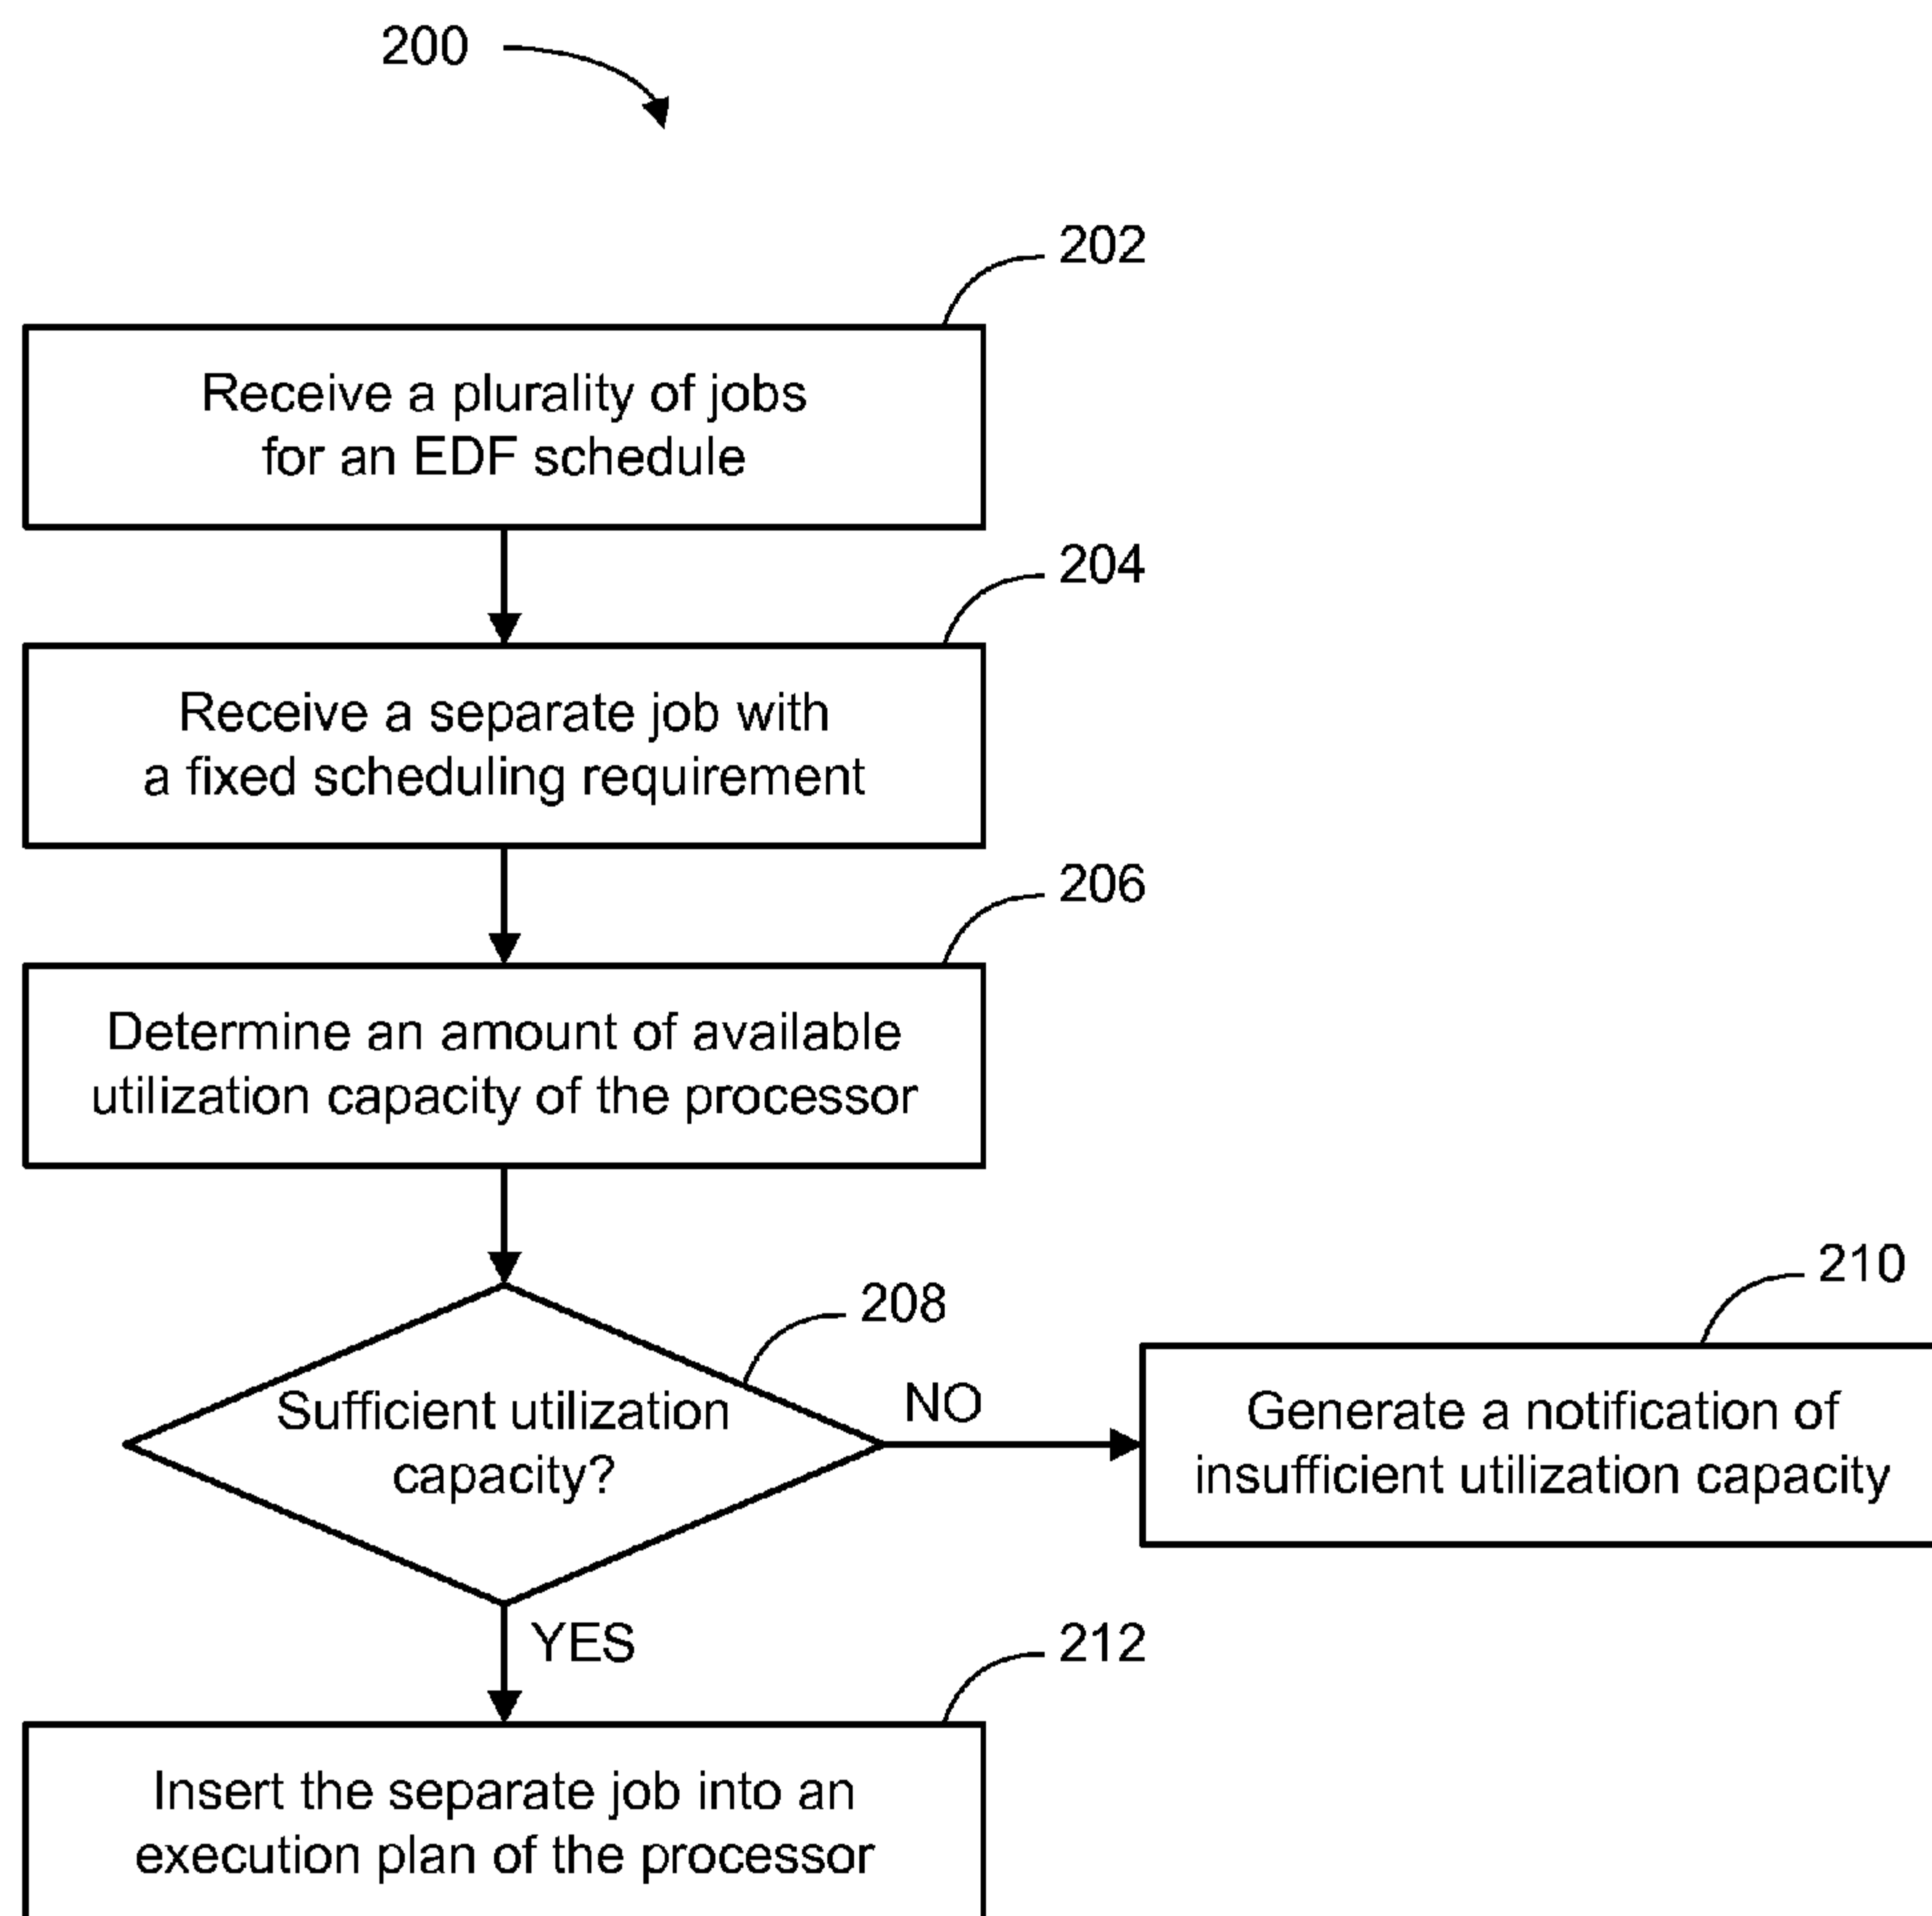 200
202
Receive a plurality of jobs
for an EDF schedule
204
Receive a separate job with
a fixed scheduling requirement
206
Determine an amount of available
utilization capacity of the processor
208
Sufficient utilization
capacity?
NO
210
Generate a notification of
insufficient utilization capacity
YES
212
Insert the separate job into an
execution plan of the processor